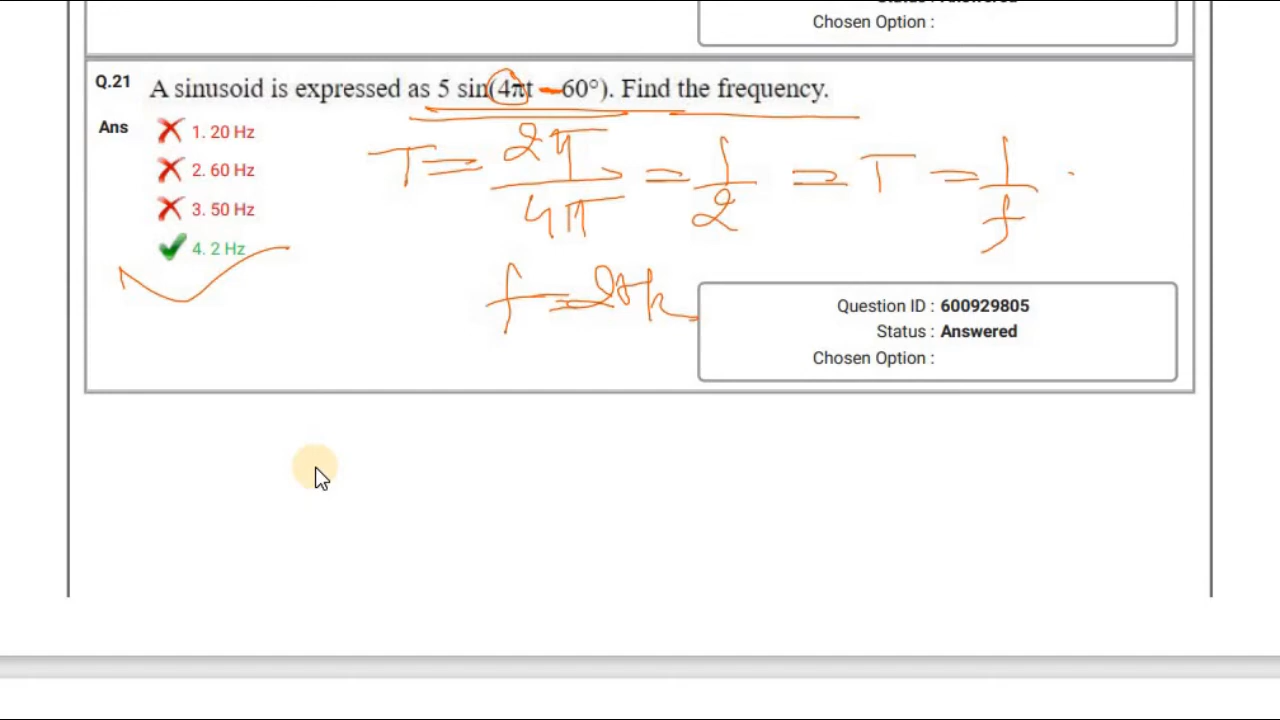 Chosen Option :
Q.21 A sinusoid is expressed as 5 sin(4πt – 60°). Find the frequency.
Ans
1. 20 Hz
2. 60 Hz
3. 50 Hz
4. 2 Hz
T = 2π/4π = 1/2 = T = 1/f
f = 2
Question ID : 600929805
Status : Answered
Chosen Option :